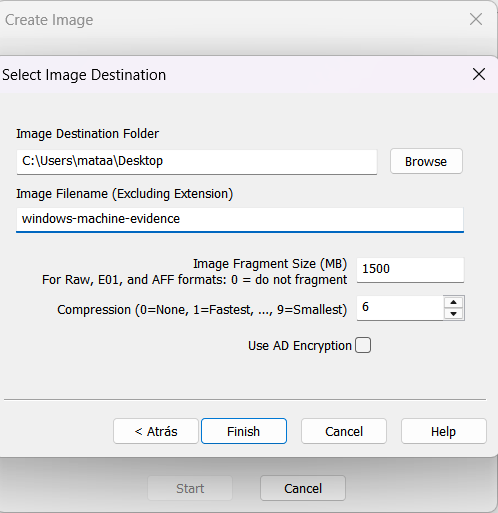 Create Image
Select Image Destination
Image Destination Folder
C:\Users\mataa\Desktop
Browse
Image Filename (Excluding Extension)
windows-machine-evidence
Image Fragment Size (MB)
1500
For Raw, E01, and AFF formats: 0 = do not fragment
Compression (0=None, 1=Fastest, ..., 9=Smallest)
6
Use AD Encryption
< Atrás
Finish
Cancel
Help
Start
Cancel